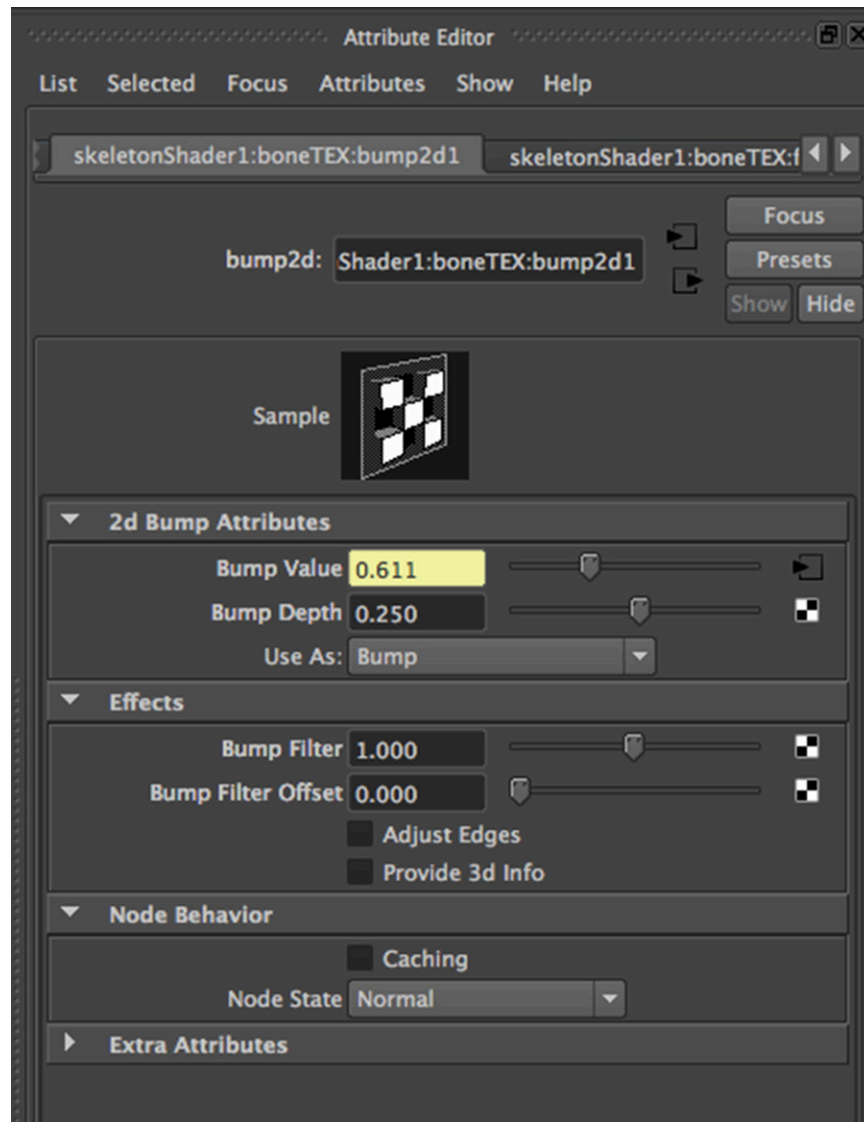 Attribute Editor
List Selected Focus Attributes Show Help
skeletonShader1:boneTEX:bump2d1 skeletonShader1:boneTEX:f
Focus
bump2d: Shader1:boneTEX:bump2d1 Presets
Show Hide
Sample
2d Bump Attributes
Bump Value 0.611
Bump Depth 0.250
Use As: Bump
Effects
Bump Filter 1.000
Bump Filter Offset 0.000
Adjust Edges
Provide 3d Info
Node Behavior
Caching
Node State Normal
Extra Attributes